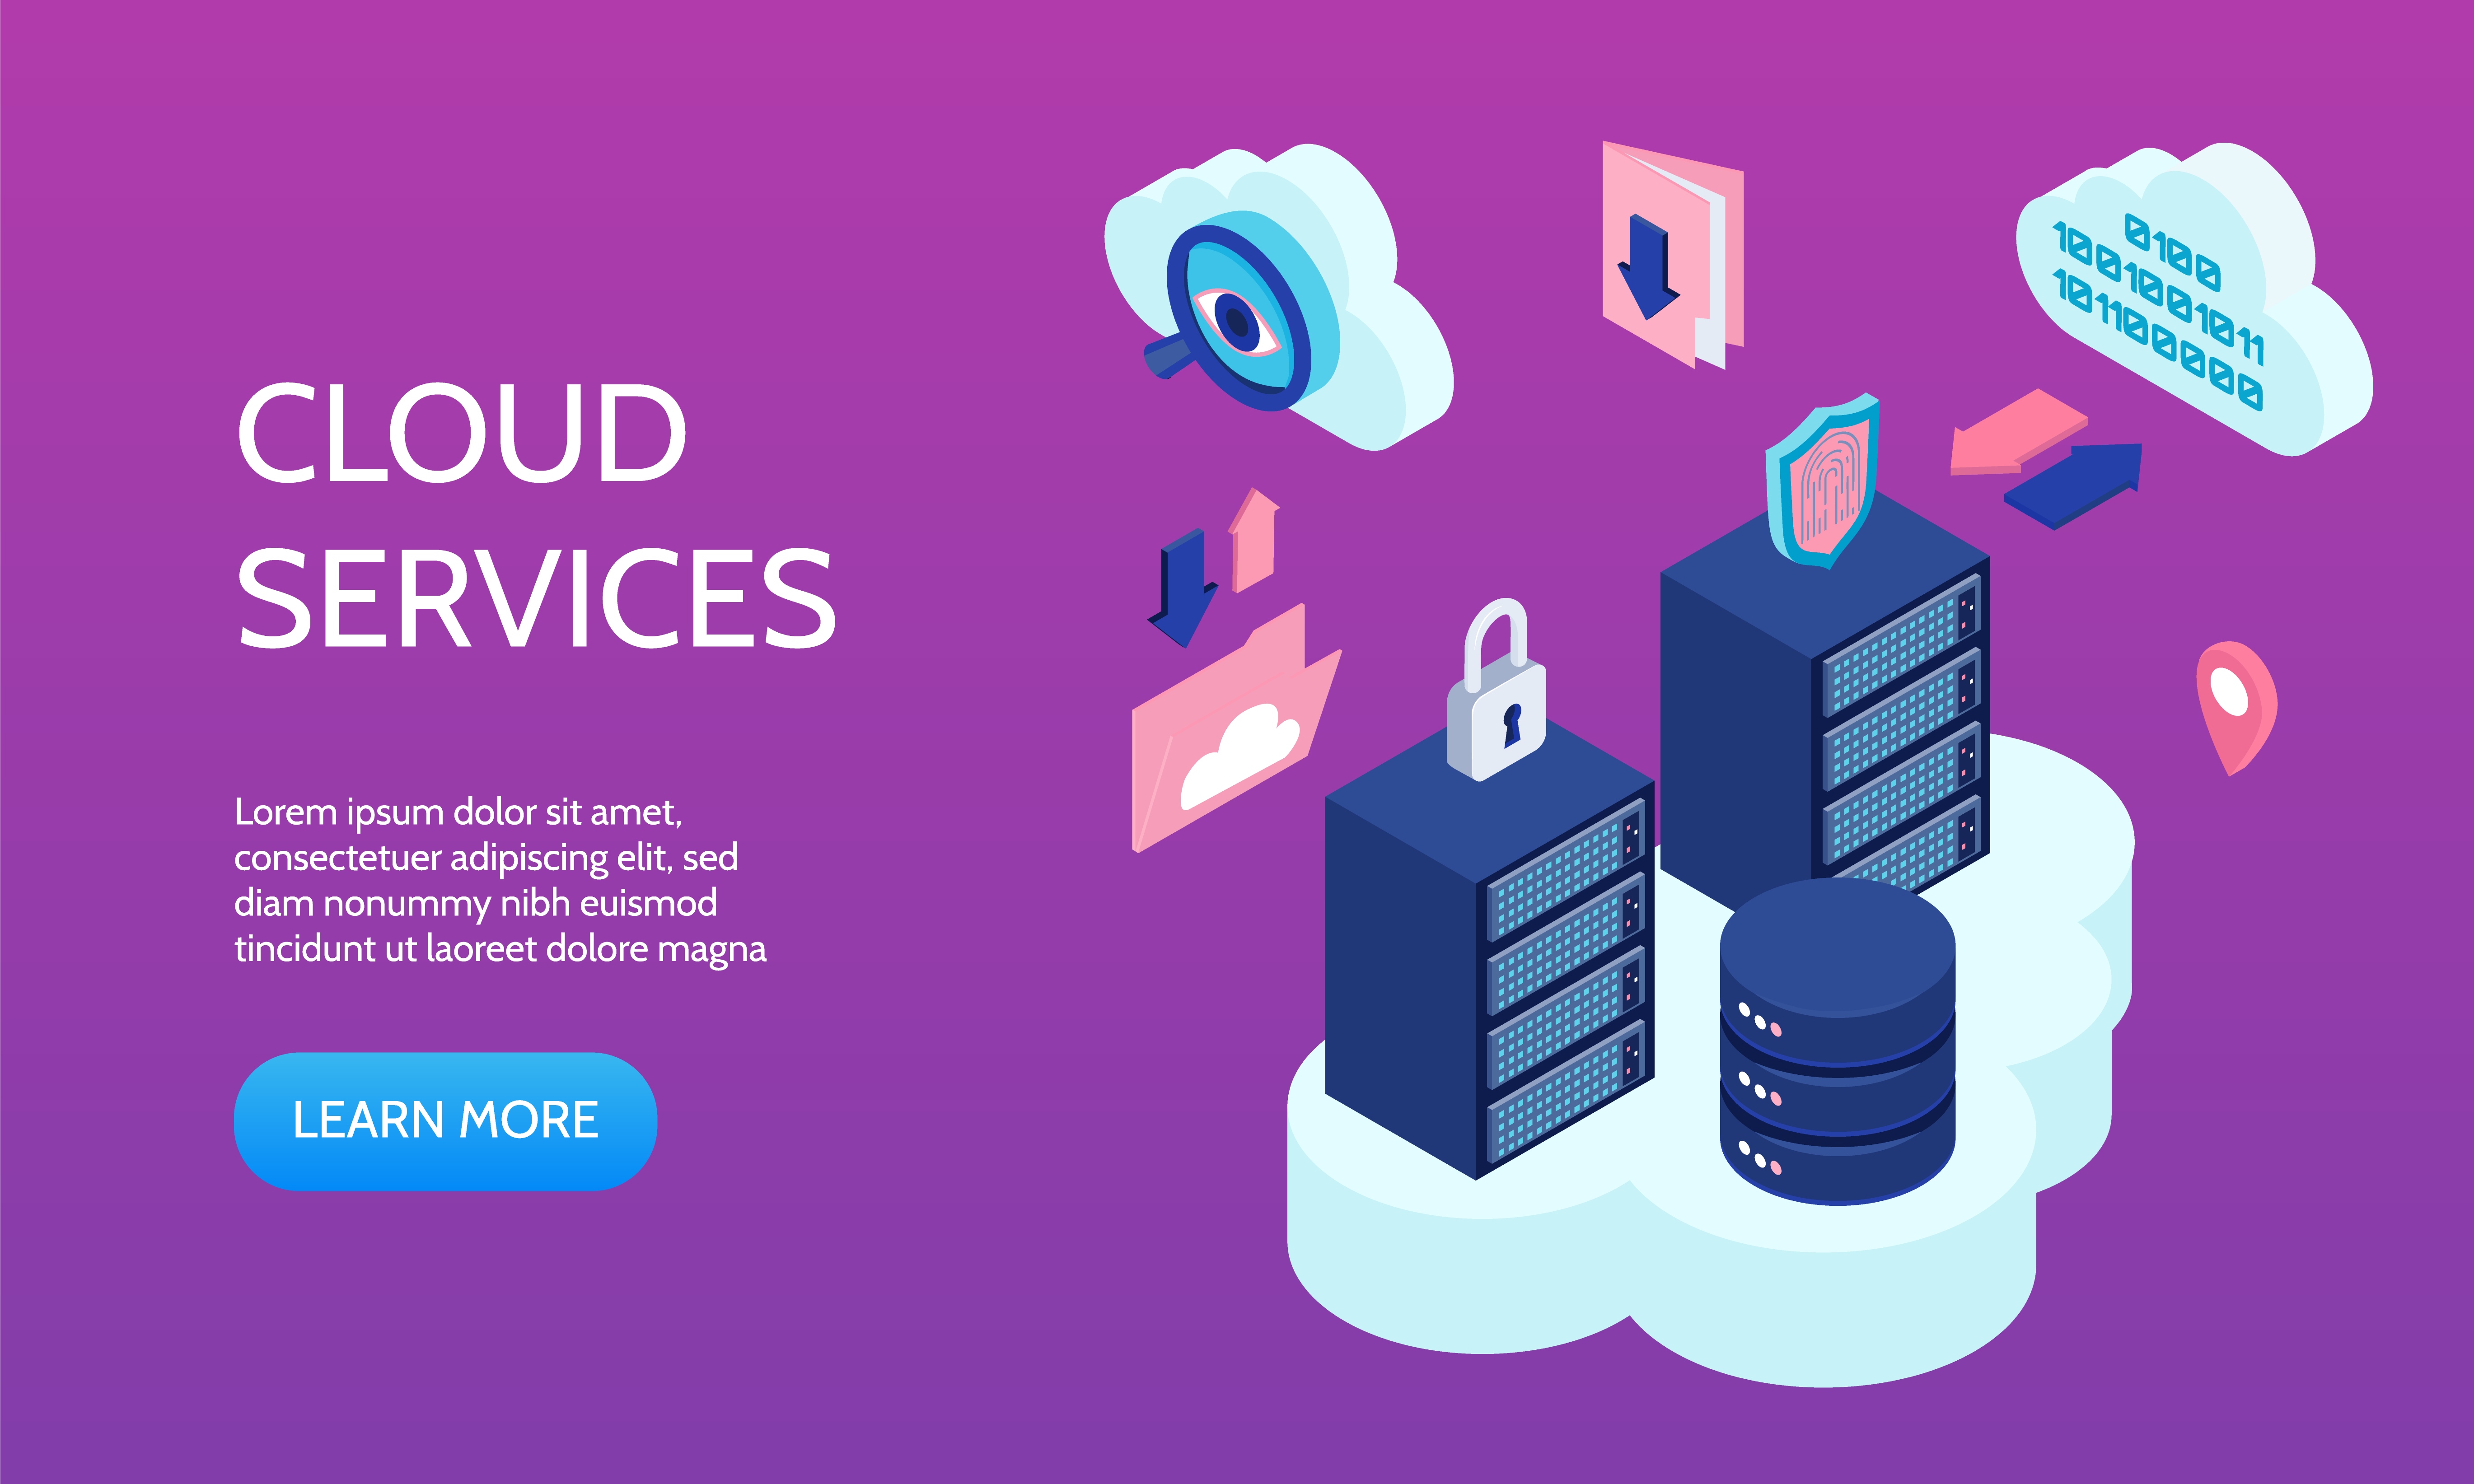 CLOUD
SERVICES
Lorem ipsum dolor sit amet,
consectetuer adipiscing elit, sed
diam nonummy nibh euismod
tincidunt ut laoreet dolore magna
LEARN MORE
0100
1001001011
1011000000